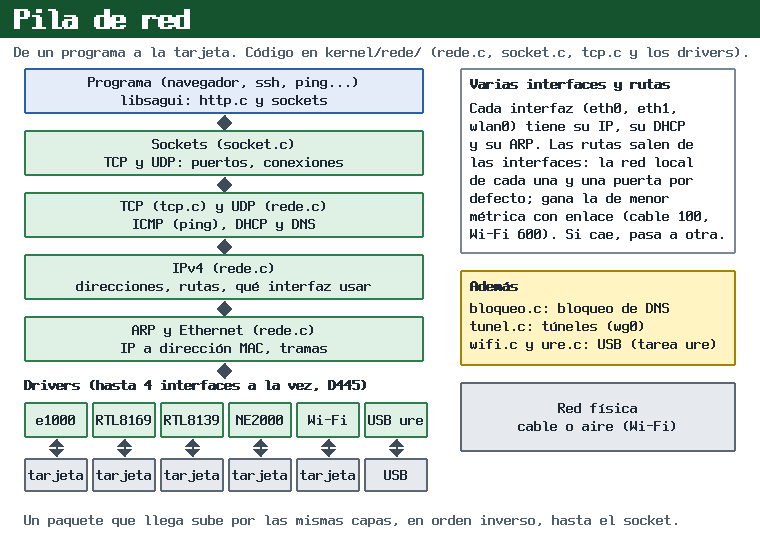 Pila de red
De un programa a la tarjeta. Código en kernel/rede/ (rede.c, socket.c, tcp.c y los drivers).
Programa (navegador, ssh, ping...)
libsagui: http.c y sockets
Sockets (socket.c)
TCP y UDP: puertos, conexiones
TCP (tcp.c) y UDP (rede.c)
ICMP (ping), DHCP y DNS
IPv4 (rede.c)
direcciones, rutas, qué interfaz usar
ARP y Ethernet (rede.c)
IP a dirección MAC, tramas
Drivers (hasta 4 interfaces a la vez, D445)
e1000 RTL8169 RTL8139 NE2000 Wi-Fi USB ure
tarjeta tarjeta tarjeta tarjeta tarjeta USB
Varias interfaces y rutas
Cada interfaz (eth0, eth1,
wlan0) tiene su IP, su DHCP
y su ARP. Las rutas salen de
las interfaces: la red local
de cada una y una puerta por
defecto; gana la de menor
métrica con enlace (cable 100,
Wi-Fi 600). Si cae, pasa a otra.
Además
bloqueo.c: bloqueo de DNS
tunel.c: túneles (wg0)
wifi.c y ure.c: USB (tarea ure)
Red física
cable o aire (Wi-Fi)
Un paquete que llega sube por las mismas capas, en orden inverso, hasta el socket.